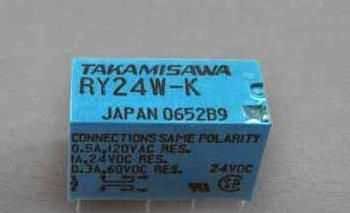 TAKAMISAWA
RY24W-K
JAPAN 0652B9
CONNECTIONS SAME POLARITY
0.5A,120VAC RES.
1A,24VDC RES.
0.3A,60VDC RES. 24VDC